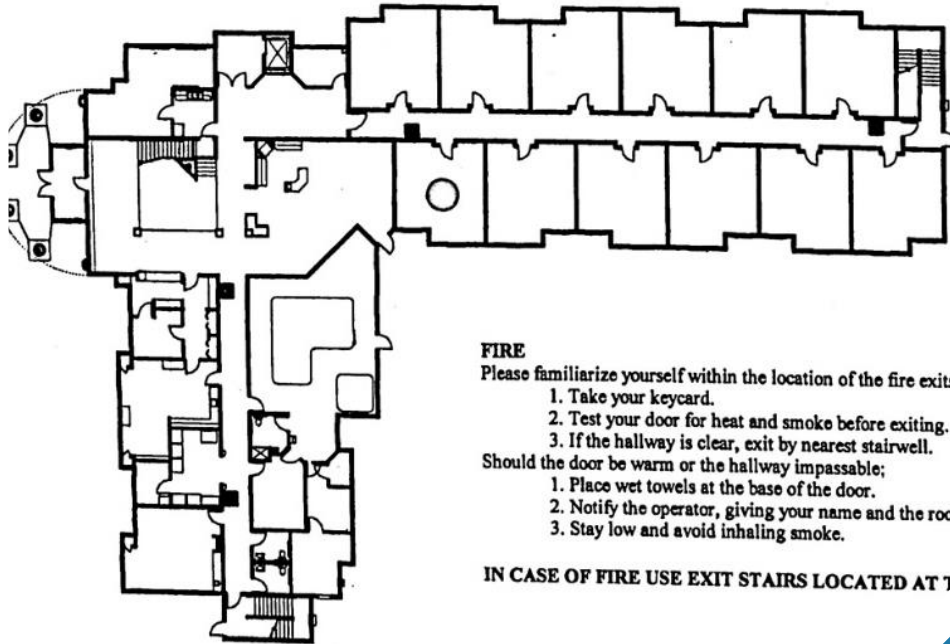 FIRE
Please familiarize yourself within the location of the fire exits
1. Take your keycard.
2. Test your door for heat and smoke before exiting.
3. If the hallway is clear, exit by nearest stairwell.
Should the door be warm or the hallway impassable;
1. Place wet towels at the base of the door.
2. Notify the operator, giving your name and the roo
3. Stay low and avoid inhaling smoke.
IN CASE OF FIRE USE EXIT STAIRS LOCATED AT T